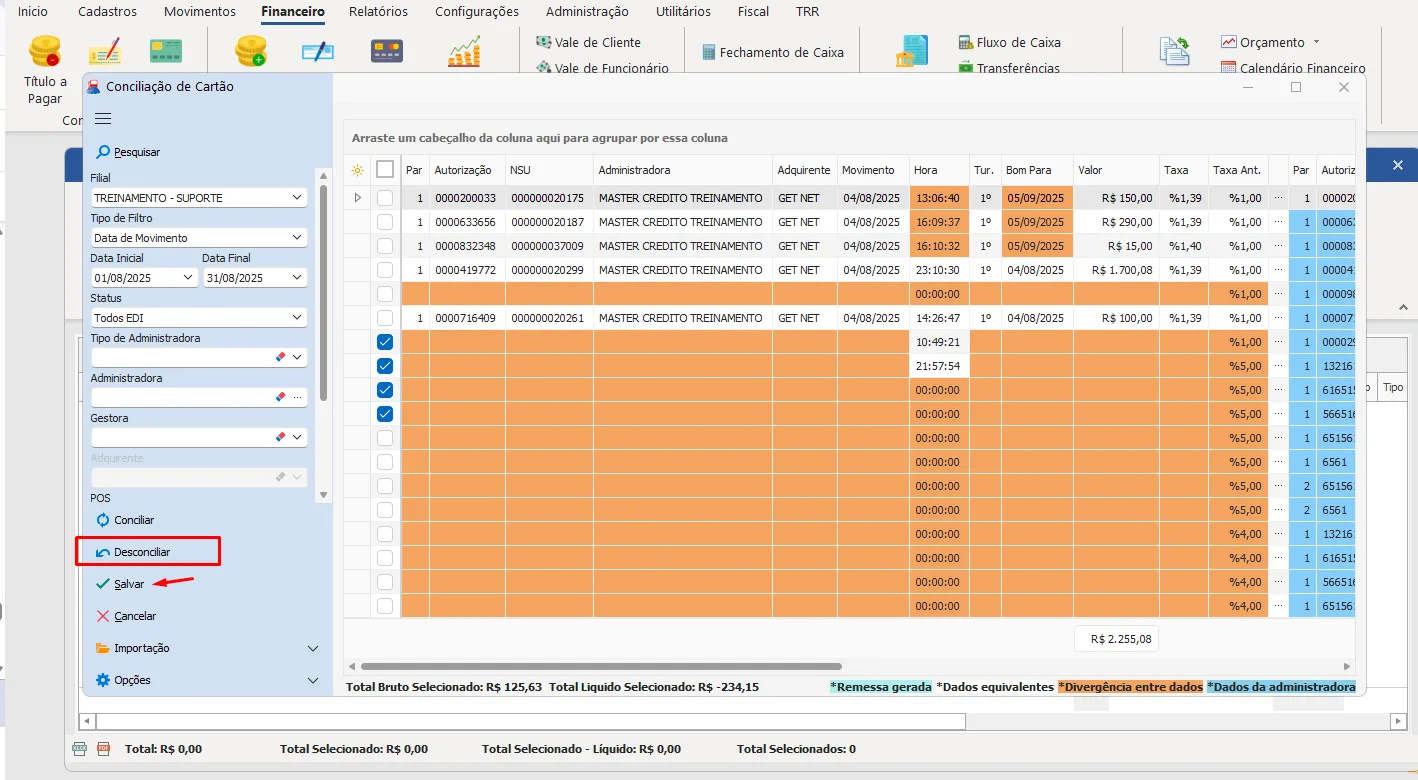 Inicio Cadastros Movimentos Financeiro Relatórios Configurações Administração Utilitários Fiscal TRR
Título a
Pagar
Vale de Cliente
Vale de Funcionário
Fechamento de Caixa
Fluxo de Caixa
Transferências
Orçamento
Calendário Financeiro
Conciliação de Cartão
Pesquisar
Filial
TREINAMENTO - SUPORTE
Tipo de Filtro
Data de Movimento
Data Inicial Data Final
01/08/2025 31/08/2025
Status
Todos EDI
Tipo de Administradora
Administradora
Gestora
Adquirente
POS
Conciliar
Desconciliar
Salvar
Cancelar
Importação
Opções
Arraste um cabeçalho da coluna aqui para agrupar por essa coluna
Par Autorização NSU Administradora Adquirente Movimento Hora Tur. Bom Para Valor Taxa Taxa Ant. Par Autoriz
1 0000200033 000000020175 MASTER CREDITO TREINAMENTO GET NET 04/08/2025 13:06:40 1º 05/09/2025 R$ 150,00 %1,39 %1,00 ... 1 000020
1 0000633656 000000020187 MASTER CREDITO TREINAMENTO GET NET 04/08/2025 16:09:37 1º 05/09/2025 R$ 290,00 %1,39 %1,00 ... 1 000063
1 0000832348 000000037009 MASTER CREDITO TREINAMENTO GET NET 04/08/2025 16:10:32 1º 05/09/2025 R$ 15,00 %1,40 %1,00 ... 1 000083
1 0000419772 000000020299 MASTER CREDITO TREINAMENTO GET NET 04/08/2025 23:10:30 1º 04/08/2025 R$ 1.700,08 %1,39 %1,00 ... 1 000041
00:00:00 %1,00 ... 1 000098
1 0000716409 000000020261 MASTER CREDITO TREINAMENTO GET NET 04/08/2025 14:26:47 1º 04/08/2025 R$ 100,00 %1,39 %1,00 ... 1 000071
10:49:21 %1,00 ... 1 000029
21:57:54 %5,00 ... 1 132161
00:00:00 %5,00 ... 1 616515
00:00:00 %5,00 ... 1 566516
00:00:00 %5,00 ... 1 651561
00:00:00 %5,00 ... 1 6561
00:00:00 %5,00 ... 2 651561
00:00:00 %5,00 ... 2 6561
00:00:00 %4,00 ... 1 132161
00:00:00 %4,00 ... 1 616515
00:00:00 %4,00 ... 1 566516
00:00:00 %4,00 ... 1 651561
R$ 2.255,08
Total Bruto Selecionado: R$ 125,63 Total Liquido Selecionado: R$ -234,15 *Remessa gerada *Dados equivalentes *Divergência entre dados *Dados da administradora
Tipo
Total: R$ 0,00 Total Selecionado: R$ 0,00 Total Selecionado - Líquido: R$ 0,00 Total Selecionados: 0